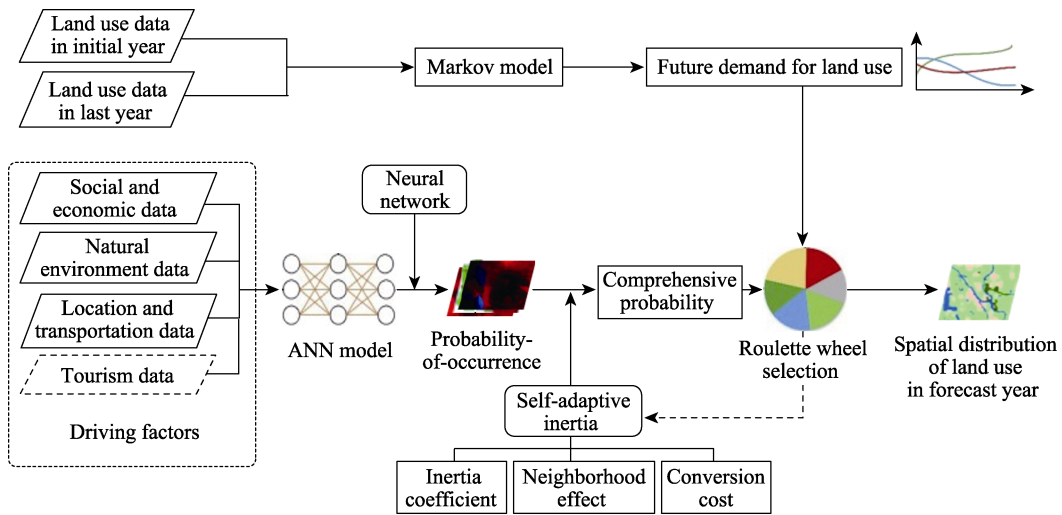 Land use data
in initial year
Land use data
in last year
Markov model
Future demand for land use
Social and
economic data
Natural
environment data
Location and
transportation data
Tourism data
Driving factors
Neural
network
ANN model
Probability-
of-occurrence
Comprehensive
probability
Roulette wheel
selection
Spatial distribution
of land use
in forecast year
Self-adaptive
inertia
Inertia
coefficient
Neighborhood
effect
Conversion
cost